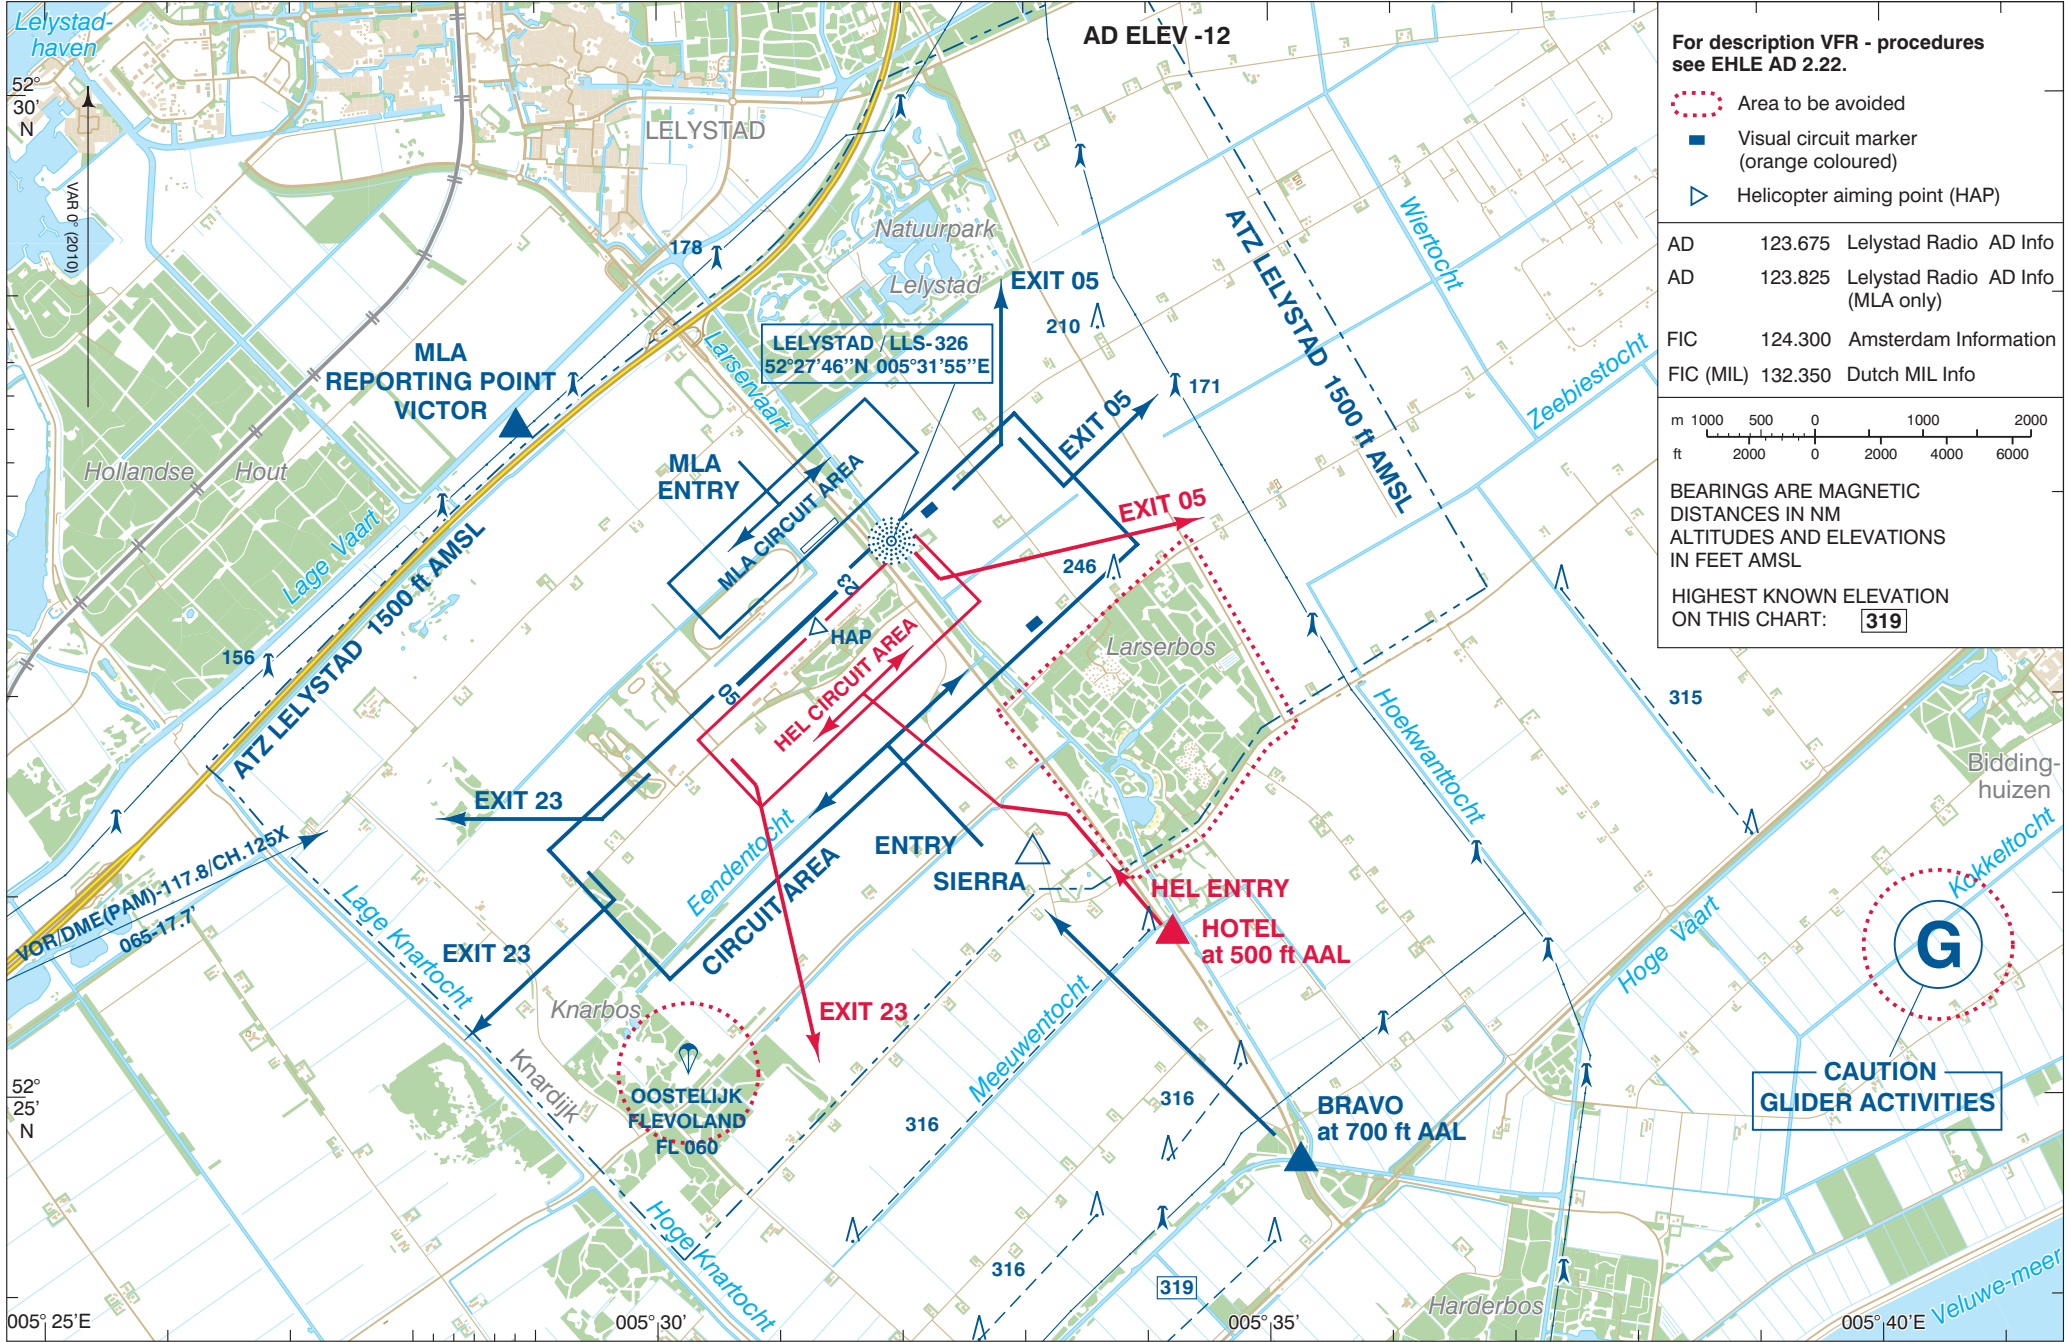 Lelystad-
haven
52°
30'
N
VAR 0° (2010)
AD ELEV -12
LELYSTAD
Natuurpark
Lelystad
178
EXIT 05
210
LELYSTAD / LLS-326
52°27'46''N 005°31'55''E
Larservaart
MLA
REPORTING POINT
VICTOR
Hollandse Hout
Lage Vaart
MLA
ENTRY
MLA CIRCUIT AREA
EXIT 05
171
EXIT 05
246
ATZ LELYSTAD 1500 ft AMSL
Wiertocht
Zeebiestocht
ATZ LELYSTAD 1500 ft AMSL
156
23
HAP
05
HEL CIRCUIT AREA
Larserbos
Hoekwanttocht
315
Bidding-
huizen
Kokkeltocht
EXIT 23
VOR/DME(PAM)-117.8/CH.125X
065-17.7'
Lage Knartocht
Eendentocht
CIRCUIT AREA
ENTRY
SIERRA
HEL ENTRY
HOTEL
at 500 ft AAL
EXIT 23
Knarbos
EXIT 23
Knardijk
OOSTELIJK
FLEVOLAND
FL 060
Meeuwentocht
316
316
316
319
BRAVO
at 700 ft AAL
Hoge Vaart
G
CAUTION
GLIDER ACTIVITIES
52°
25'
N
Hoge Knartocht
Harderbos
Veluwe-meer
005° 25'E
005° 30'
005° 35'
005° 40'E
For description VFR - procedures
see EHLE AD 2.22.
Area to be avoided
Visual circuit marker
(orange coloured)
Helicopter aiming point (HAP)
AD 123.675 Lelystad Radio AD Info
AD 123.825 Lelystad Radio AD Info
(MLA only)
FIC 124.300 Amsterdam Information
FIC (MIL) 132.350 Dutch MIL Info
m 1000 500 0 1000 2000
ft 2000 0 2000 4000 6000
BEARINGS ARE MAGNETIC
DISTANCES IN NM
ALTITUDES AND ELEVATIONS
IN FEET AMSL
HIGHEST KNOWN ELEVATION
ON THIS CHART: 319